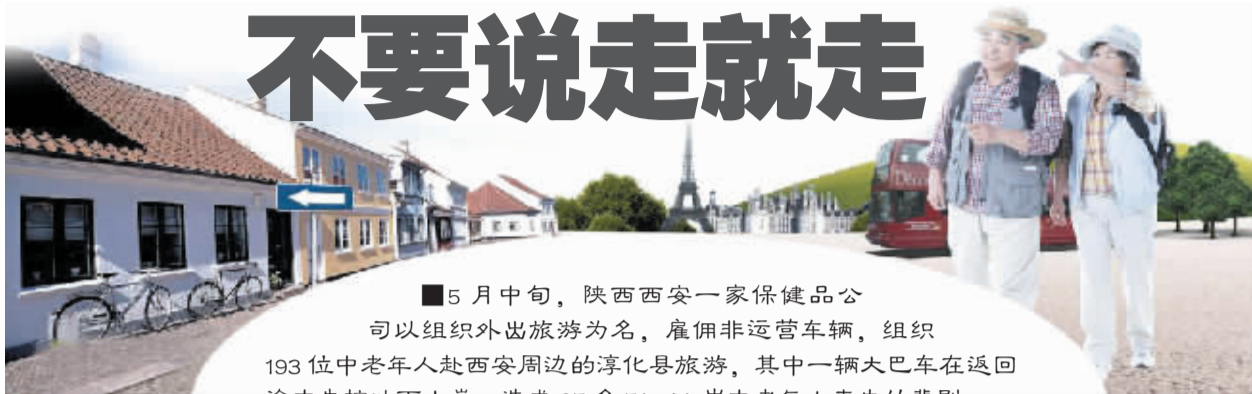 不要说走就走
■5 月中旬，陕西西安一家保健品公
司以组织外出旅游为名，雇佣非运营车辆，组织
193 位中老年人赴西安周边的淳化县旅游，其中一辆大巴车在返回